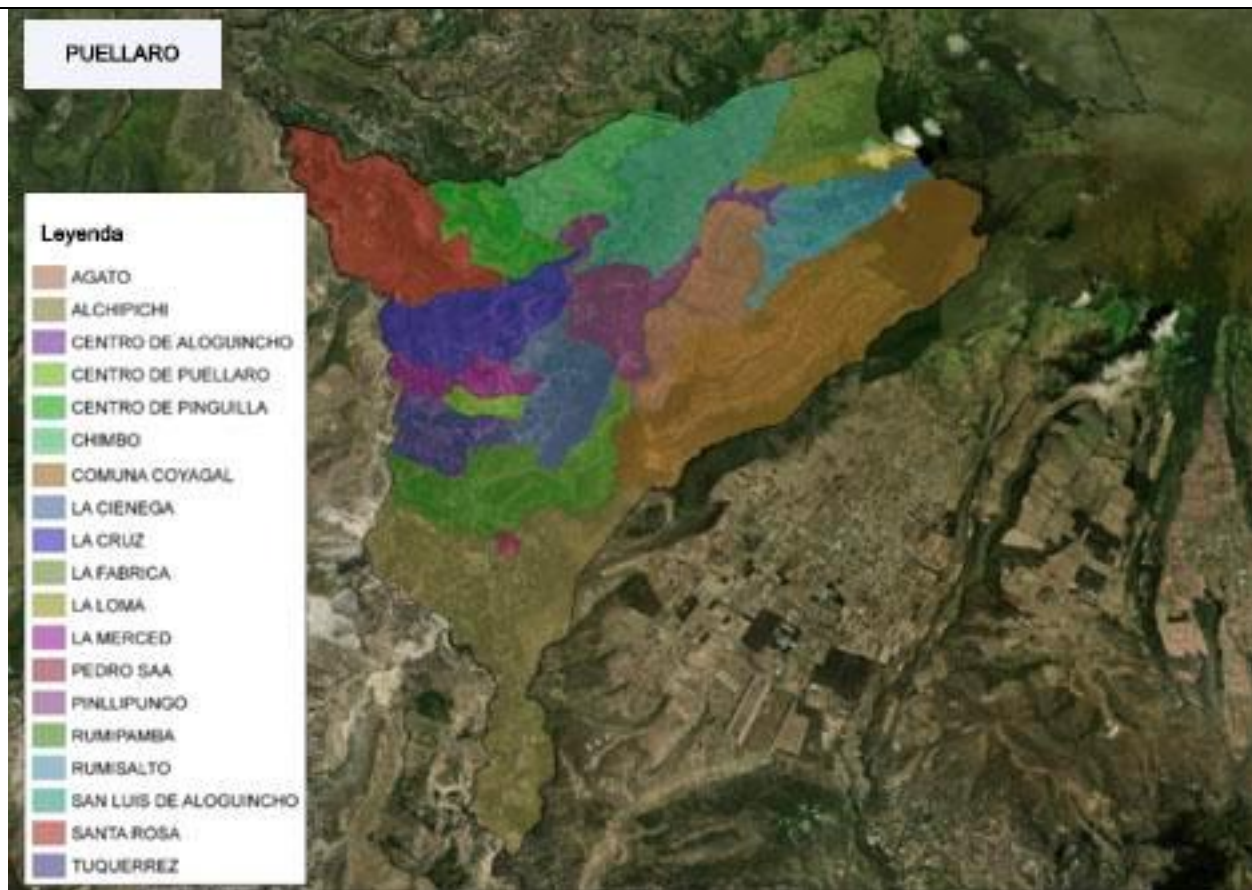 PUELLARO
Leyenda
AGATO
ALCHIPICHI
CENTRO DE ALOGUINCHO
CENTRO DE PUELLARO
CENTRO DE PINGUILLA
CHIMBO
COMUNA COYAGAL
LA CIENEGA
LA CRUZ
LA FABRICA
LA LOMA
LA MERCED
PEDRO SAA
PINLLIPUNGO
RUMIPAMBA
RUMISALTO
SAN LUIS DE ALOGUINCHO
SANTA ROSA
TUQUERREZ